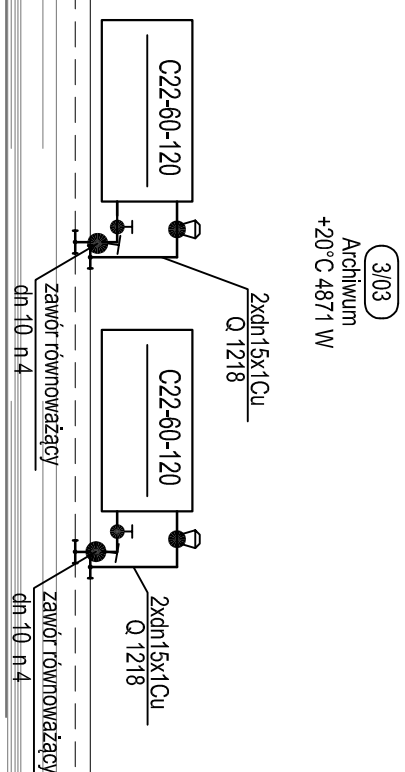 3/03
Archiwum
+20°C 4871 W
C22-60-120
2xdn15x1Cu
Q 1218
zawór równoważący
dn 10 n 4
C22-60-120
2xdn15x1Cu
Q 1218
zawór równoważący
dn 10 n 4